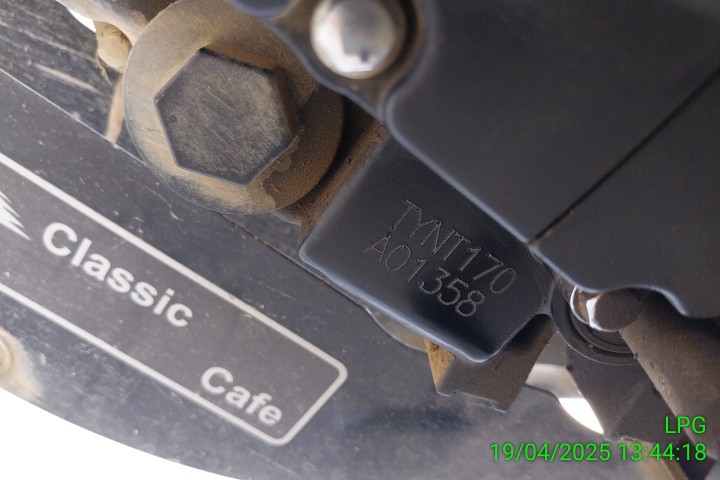 TYNT170
A01358
Classic
Cafe
LPG
19/04/2025 13:44:18